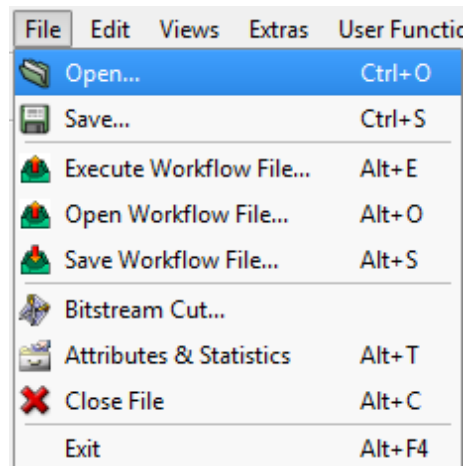 File Edit Views Extras User Functio
Open... Ctrl+O
Save... Ctrl+S
Execute Workflow File... Alt+E
Open Workflow File... Alt+O
Save Workflow File... Alt+S
Bitstream Cut...
Attributes & Statistics Alt+T
Close File Alt+C
Exit Alt+F4